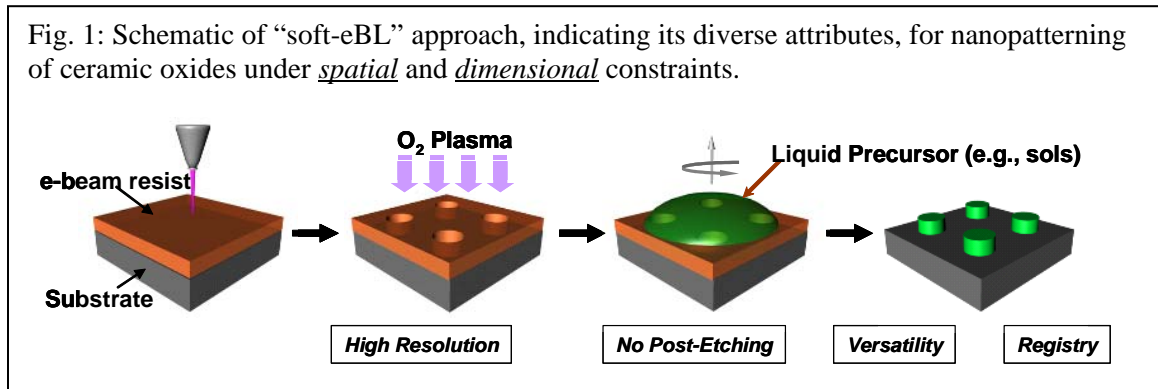 Fig. 1: Schematic of “soft-eBL” approach, indicating its diverse attributes, for nanopatterning
of ceramic oxides under spatial and dimensional constraints.
O2 Plasma
Liquid Precursor (e.g., sols)
e-beam resist
Substrate
High Resolution
No Post-Etching
Versatility
Registry